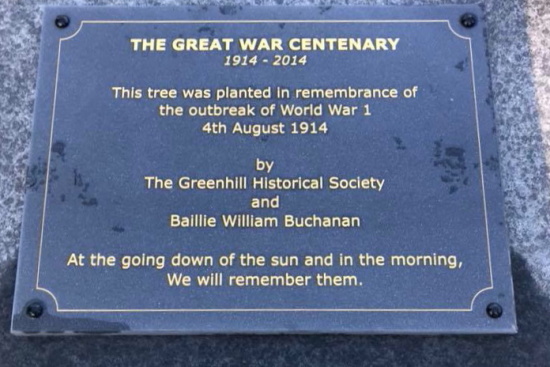 THE GREAT WAR CENTENARY
1914 - 2014
This tree was planted in remembrance of
the outbreak of World War 1
4th August 1914
by
The Greenhill Historical Society
and
Baillie William Buchanan
At the going down of the sun and in the morning,
We will remember them.